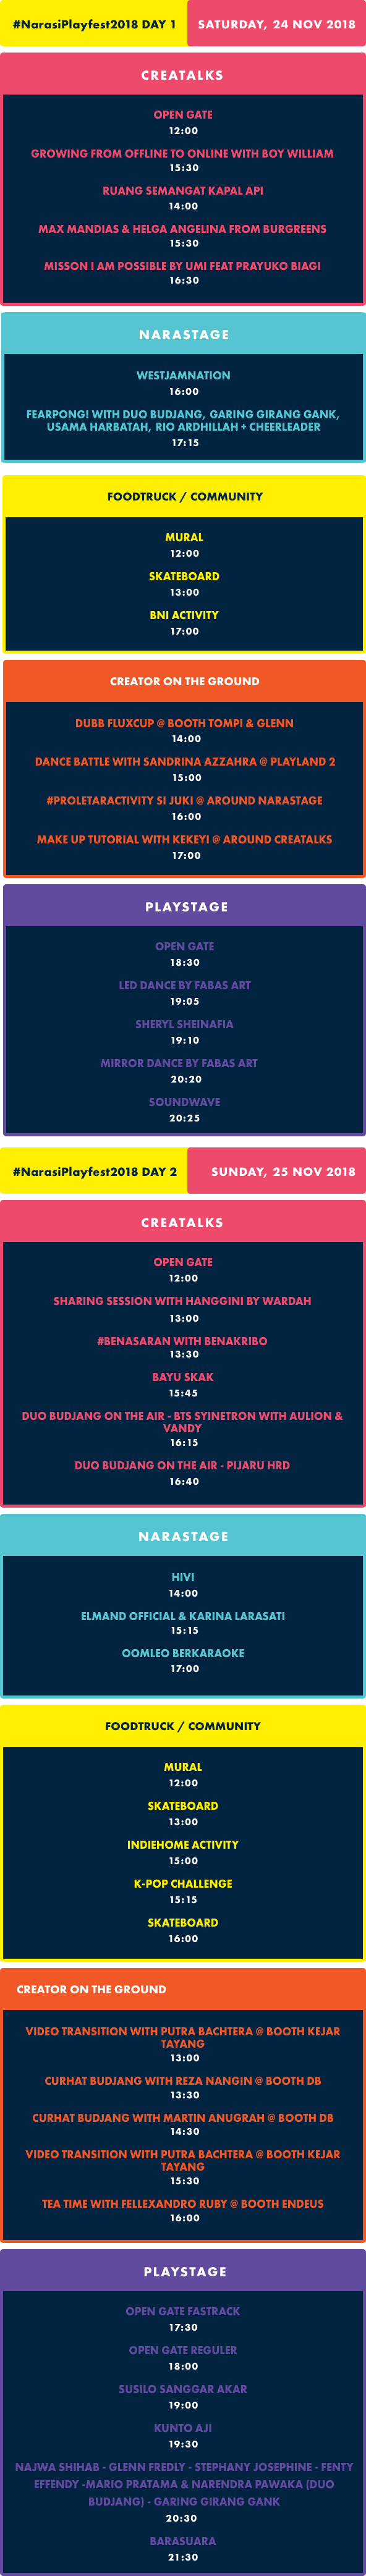 #NarasiPlayfest2018 DAY 1
SATURDAY, 24 NOV 2018
CREATALKS
OPEN GATE
12:00
GROWING FROM OFFLINE TO ONLINE WITH BOY WILLIAM
15:30
RUANG SEMANGAT KAPAL API
14:00
MAX MANDIAS & HELGA ANGELINA FROM BURGREENS
15:30
MISSON I AM POSSIBLE BY UMI FEAT PRAYUKO BIAGI
16:30
NARASTAGE
WESTJAMNATION
16:00
FEARPONG! WITH DUO BUDJANG, GARING GIRANG GANK,
USAMA HARBATAH, RIO ARDHILLAH + CHEERLEADER
17:15
FOODTRUCK / COMMUNITY
MURAL
12:00
SKATEBOARD
13:00
BNI ACTIVITY
17:00
CREATOR ON THE GROUND
DUBB FLUXCUP @ BOOTH TOMPI & GLENN
14:00
DANCE BATTLE WITH SANDRINA AZZAHRA @ PLAYLAND 2
15:00
#PROLETARACTIVITY SI JUKI @ AROUND NARASTAGE
16:00
MAKE UP TUTORIAL WITH KEKEYI @ AROUND CREATALKS
17:00
PLAYSTAGE
OPEN GATE
18:30
LED DANCE BY FABAS ART
19:05
SHERYL SHEINAFIA
19:10
MIRROR DANCE BY FABAS ART
20:20
SOUNDWAVE
20:25
#NarasiPlayfest2018 DAY 2
SUNDAY, 25 NOV 2018
CREATALKS
OPEN GATE
12:00
SHARING SESSION WITH HANGGINI BY WARDAH
13:00
#BENASARAN WITH BENAKRIBO
13:30
BAYU SKAK
15:45
DUO BUDJANG ON THE AIR - BTS SYINETRON WITH AULION &
VANDY
16:15
DUO BUDJANG ON THE AIR - PIJARU HRD
16:40
NARASTAGE
HIVI
14:00
ELMAND OFFICIAL & KARINA LARASATI
15:15
OOMLEO BERKARAOKE
17:00
FOODTRUCK / COMMUNITY
MURAL
12:00
SKATEBOARD
13:00
INDIEHOME ACTIVITY
15:00
K-POP CHALLENGE
15:15
SKATEBOARD
16:00
CREATOR ON THE GROUND
VIDEO TRANSITION WITH PUTRA BACHTERA @ BOOTH KEJAR
TAYANG
13:00
CURHAT BUDJANG WITH REZA NANGIN @ BOOTH DB
13:30
CURHAT BUDJANG WITH MARTIN ANUGRAH @ BOOTH DB
14:30
VIDEO TRANSITION WITH PUTRA BACHTERA @ BOOTH KEJAR
TAYANG
15:30
TEA TIME WITH FELLEXANDRO RUBY @ BOOTH ENDEUS
16:00
PLAYSTAGE
OPEN GATE FASTRACK
17:30
OPEN GATE REGULER
18:00
SUSILO SANGGAR AKAR
19:00
KUNTO AJI
19:30
NAJWA SHIHAB - GLENN FREDLY - STEPHANY JOSEPHINE - FENTY
EFFENDY -MARIO PRATAMA & NARENDRA PAWAKA (DUO
BUDJANG) - GARING GIRANG GANK
20:30
BARASUARA
21:30